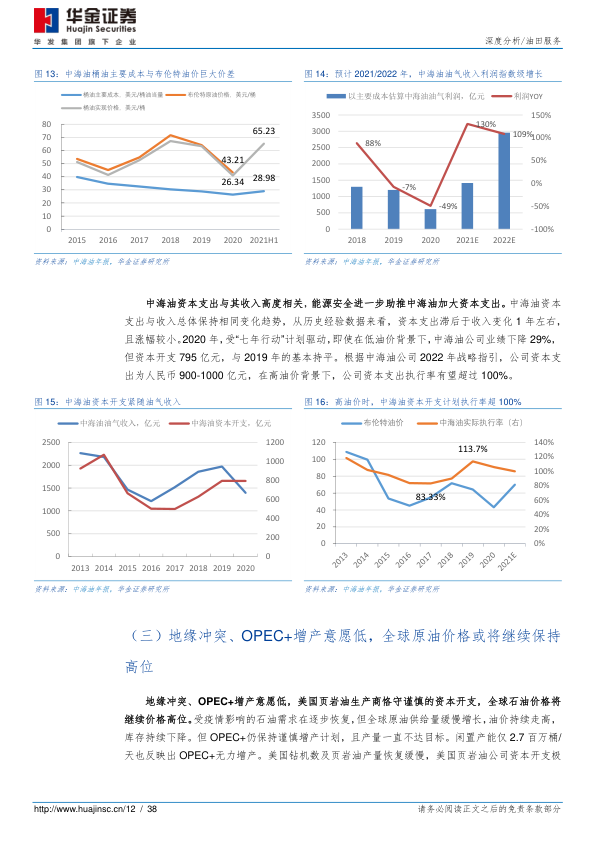 华金证券
Huajin Securities
华发集团旗下企业
深度分析/油田服务
图 13：中海油桶油主要成本与布伦特油价巨大价差
桶油主要成本，美元/桶油当量
布伦特原油价格，美元/桶
桶油实现价格，美元/桶
80
70
60
50
40
30
20
10
0
65.23
43.21
26.34
28.98
2015 2016 2017 2018 2019 2020 2021H1
资料来源：中海油年报，华金证券研究所
图 14：预计 2021/2022 年，中海油油气收入利润指数级增长
以主要成本估算中海油油气利润，亿元
利润YOY
3500
3000
2500
2000
1500
1000
500
0
150%
100%
50%
0%
-50%
-100%
88%
-7%
-49%
130%
109%
2018 2019 2020 2021E 2022E
资料来源：中海油年报，华金证券研究所
中海油资本支出与其收入高度相关，能源安全进一步助推中海油加大资本支出。中海油资本
支出与收入总体保持相同变化趋势，从历史经验数据来看，资本支出滞后于收入变化 1 年左右，
且涨幅较小。2020 年，受“七年行动”计划驱动，即使在低油价背景下，中海油公司业绩下降 29%，
但资本开支 795 亿元，与 2019 年的基本持平。根据中海油公司 2022 年战略指引，公司资本支
出为人民币 900-1000 亿元，在高油价背景下，公司资本支出执行率有望超过 100%。
图 15：中海油资本开支紧随油气收入
中海油油气收入，亿元
中海油资本开支，亿元
2500
2000
1500
1000
500
0
1200
1000
800
600
400
200
0
2013 2014 2015 2016 2017 2018 2019 2020
资料来源：中海油年报，华金证券研究所
图 16：高油价时，中海油资本开支计划执行率超 100%
布伦特油价
中海油实际执行率（右）
120
100
80
60
40
20
0
140%
120%
100%
80%
60%
40%
20%
0%
113.7%
83.33%
2013 2014 2015 2016 2017 2018 2019 2020 2021E
资料来源：中海油年报，华金证券研究所
（三）地缘冲突、OPEC+增产意愿低，全球原油价格或将继续保持
高位
地缘冲突、OPEC+增产意愿低，美国页岩油生产商恪守谨慎的资本开支，全球石油价格将
继续价格高位。受疫情影响的石油需求在逐步恢复，但全球原油供给量缓慢增长，油价持续走高，
库存持续下降。但 OPEC+仍保持谨慎增产计划，且产量一直不达目标。闲置产能仅 2.7 百万桶/
天也反映出 OPEC+无力增产。美国钻机数及页岩油产量恢复缓慢，美国页岩油公司资本开支极
http://www.huajinsc.cn/12 / 38
请务必阅读正文之后的免责条款部分